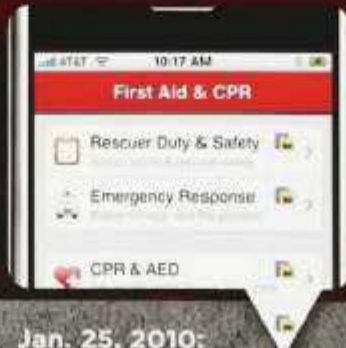 AT&T 10:17 AM
First Aid & CPR
Rescuer Duty & Safety
Emergency Response
CPR & AED
Jan. 25, 2010: